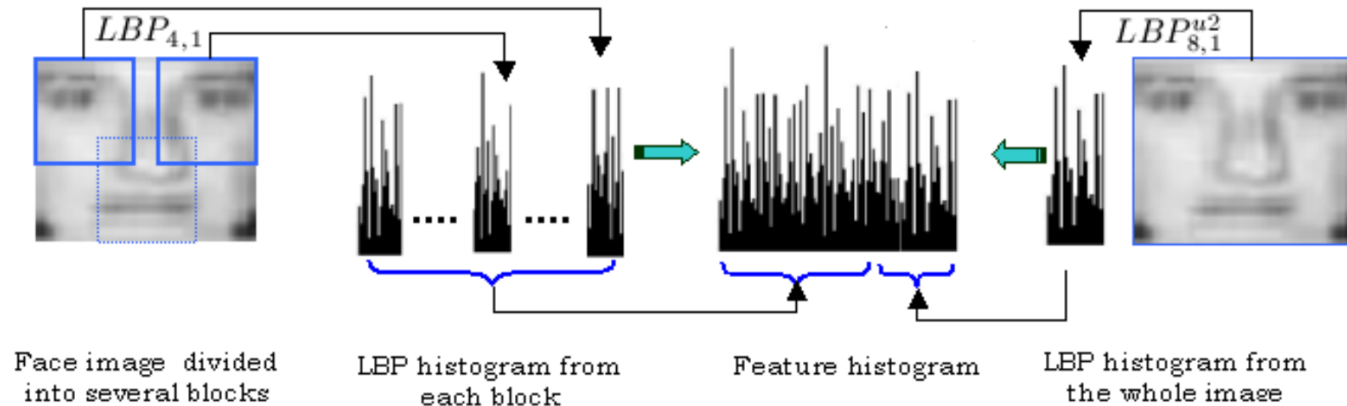 LBP4,1
LBP8,1u2
Face image divided
into several blocks
LBP histogram from
each block
Feature histogram
LBP histogram from
the whole image